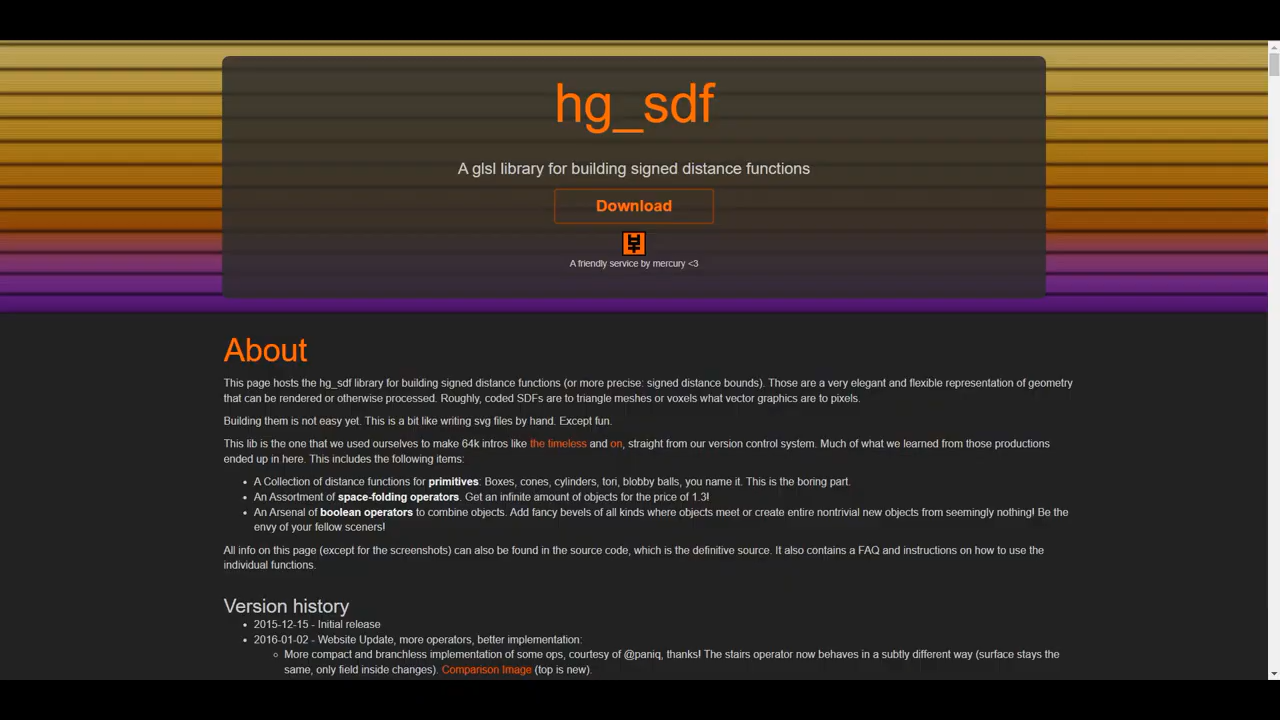 hg_sdf
A glsl library for building signed distance functions
Download
A friendly service by mercury <3
About
This page hosts the hg_sdf library for building signed distance functions (or more precise: signed distance bounds). Those are a very elegant and flexible representation of geometry
that can be rendered or otherwise processed. Roughly, coded SDFs are to triangle meshes or voxels what vector graphics are to pixels.
Building them is not easy yet. This is a bit like writing svg files by hand. Except fun.
This lib is the one that we used ourselves to make 64k intros like the timeless and on, straight from our version control system. Much of what we learned from those productions
ended up in here. This includes the following items:
• A Collection of distance functions for primitives: Boxes, cones, cylinders, tori, blobby balls, you name it. This is the boring part.
• An Assortment of space-folding operators. Get an infinite amount of objects for the price of 1.3!
• An Arsenal of boolean operators to combine objects. Add fancy bevels of all kinds where objects meet or create entire nontrivial new objects from seemingly nothing! Be the
envy of your fellow sceners!
All info on this page (except for the screenshots) can also be found in the source code, which is the definitive source. It also contains a FAQ and instructions on how to use the
individual functions.
Version history
• 2015-12-15 - Initial release
• 2016-01-02 - Website Update, more operators, better implementation:
◦ More compact and branchless implementation of some ops, courtesy of @paniq, thanks! The stairs operator now behaves in a subtly different way (surface stays the
same, only field inside changes). Comparison Image (top is new).